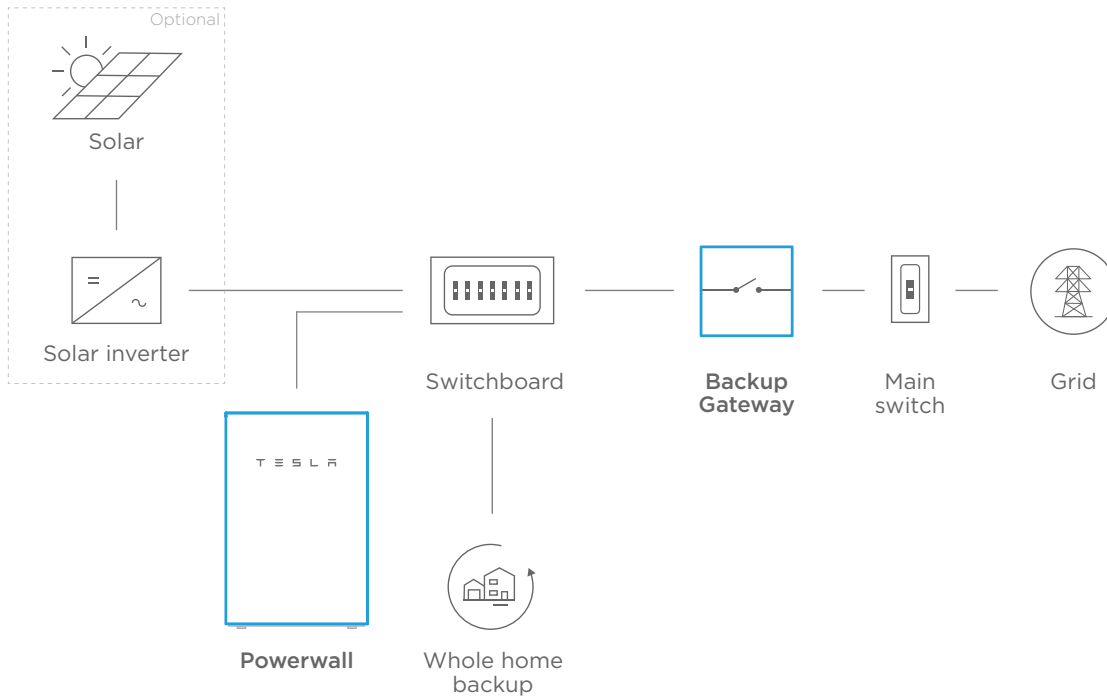 Optional
Solar
Solar inverter
Switchboard
Backup
Gateway
Main
switch
Grid
TESLA
Powerwall
Whole home
backup